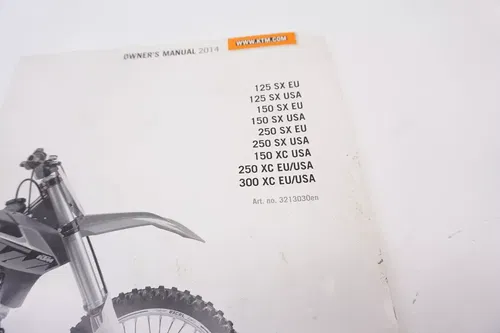 OWNER'S MANUAL 2014
WWW.KTM.COM
125 SX EU
125 SX USA
150 SX EU
150 SX USA
250 SX EU
250 SX USA
150 XC USA
250 XC EU/USA
300 XC EU/USA
Art. no. 3213030en